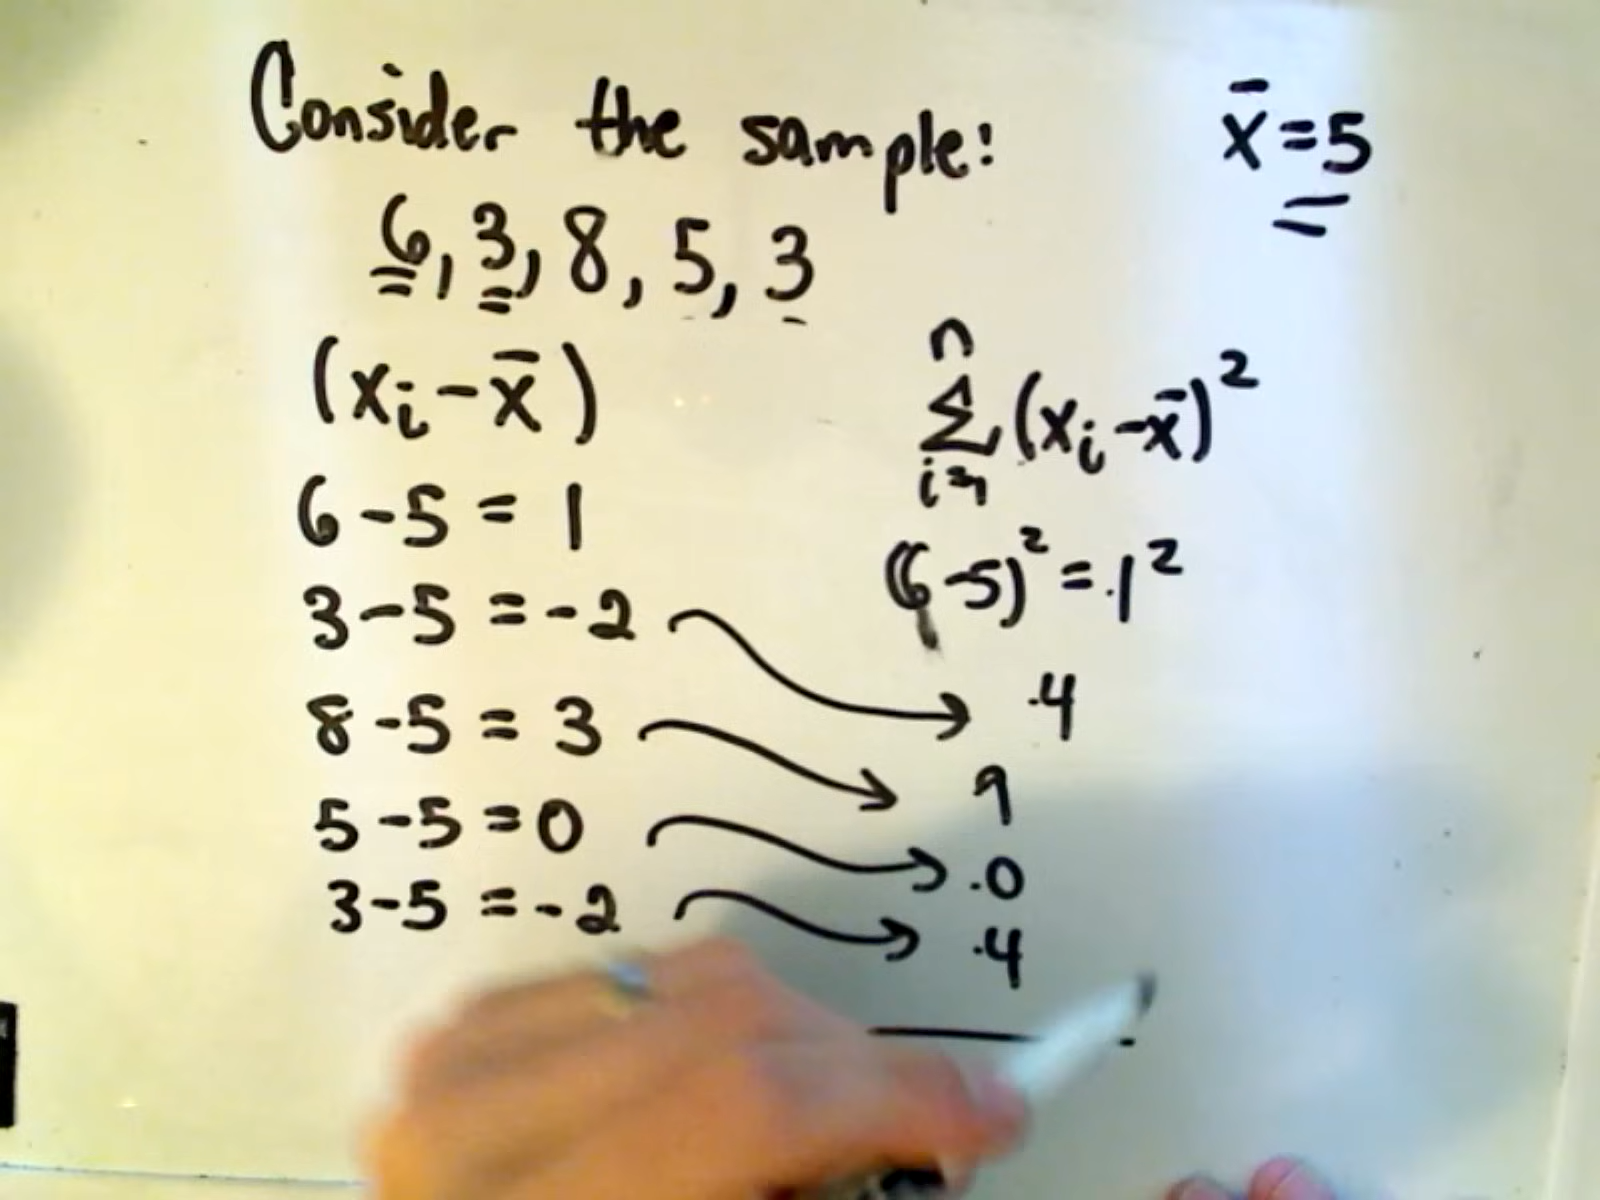 Consider the sample:
x̄ = 5
6, 3, 8, 5, 3
(xᵢ - x̄)
6 - 5 = 1
3 - 5 = -2
8 - 5 = 3
5 - 5 = 0
3 - 5 = -2
n
Σ (xᵢ - x̄)²
i=1
(6-5)² = 1²
4
9
0
4